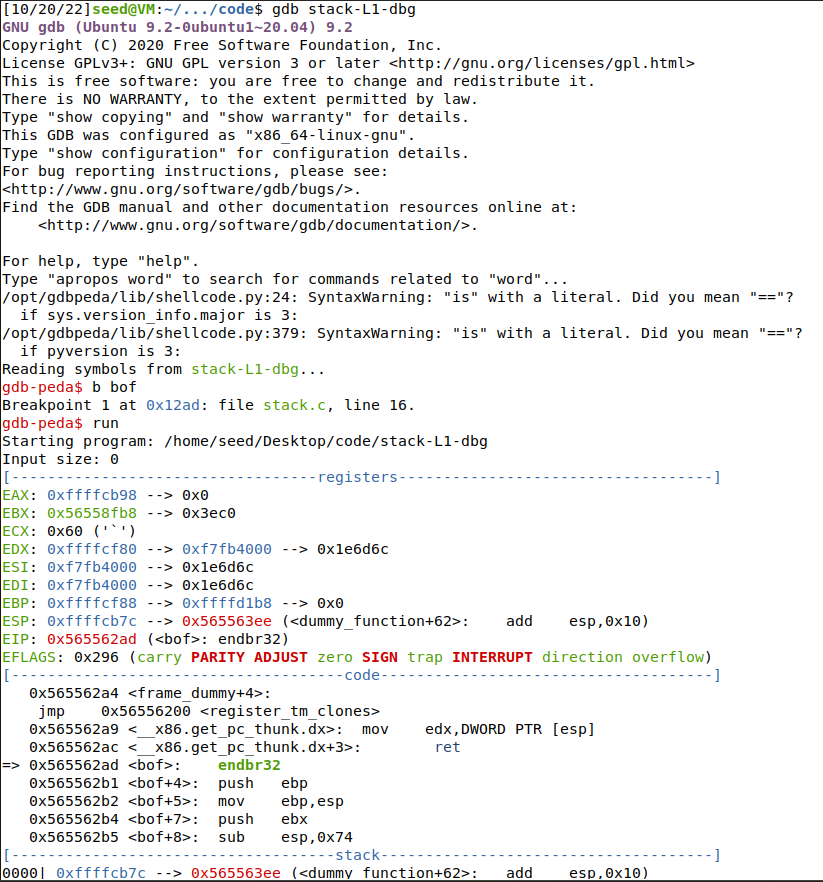 [10/20/22]seed@VM:~/.../code$ gdb stack-L1-dbg
GNU gdb (Ubuntu 9.2-0ubuntu1~20.04) 9.2
Copyright (C) 2020 Free Software Foundation, Inc.
License GPLv3+: GNU GPL version 3 or later <http://gnu.org/licenses/gpl.html>
This is free software: you are free to change and redistribute it.
There is NO WARRANTY, to the extent permitted by law.
Type "show copying" and "show warranty" for details.
This GDB was configured as "x86_64-linux-gnu".
Type "show configuration" for configuration details.
For bug reporting instructions, please see:
<http://www.gnu.org/software/gdb/bugs/>.
Find the GDB manual and other documentation resources online at:
    <http://www.gnu.org/software/gdb/documentation/>.

For help, type "help".
Type "apropos word" to search for commands related to "word"...
/opt/gdbpeda/lib/shellcode.py:24: SyntaxWarning: "is" with a literal. Did you mean "=="?
  if sys.version_info.major is 3:
/opt/gdbpeda/lib/shellcode.py:379: SyntaxWarning: "is" with a literal. Did you mean "=="?
  if pyversion is 3:
Reading symbols from stack-L1-dbg...
gdb-peda$ b bof
Breakpoint 1 at 0x12ad: file stack.c, line 16.
gdb-peda$ run
Starting program: /home/seed/Desktop/code/stack-L1-dbg
Input size: 0
[----------------------------------registers-----------------------------------]
EAX: 0xffffcb98 --> 0x0
EBX: 0x56558fb8 --> 0x3ec0
ECX: 0x60 ('`')
EDX: 0xffffcf80 --> 0xf7fb4000 --> 0x1e6d6c
ESI: 0xf7fb4000 --> 0x1e6d6c
EDI: 0xf7fb4000 --> 0x1e6d6c
EBP: 0xffffcf88 --> 0xffffd1b8 --> 0x0
ESP: 0xffffcb7c --> 0x565563ee (<dummy_function+62>:    add    esp,0x10)
EIP: 0x565562ad (<bof>: endbr32)
EFLAGS: 0x296 (carry PARITY ADJUST zero SIGN trap INTERRUPT direction overflow)
[-------------------------------------code-------------------------------------]
   0x565562a4 <frame_dummy+4>:
    jmp    0x56556200 <register_tm_clones>
   0x565562a9 <__x86.get_pc_thunk.dx>:  mov    edx,DWORD PTR [esp]
   0x565562ac <__x86.get_pc_thunk.dx+3>:        ret
=> 0x565562ad <bof>:    endbr32
   0x565562b1 <bof+4>:  push   ebp
   0x565562b2 <bof+5>:  mov    ebp,esp
   0x565562b4 <bof+7>:  push   ebx
   0x565562b5 <bof+8>:  sub    esp,0x74
[------------------------------------stack-------------------------------------]
0000| 0xffffcb7c --> 0x565563ee (<dummy_function+62>:   add    esp,0x10)